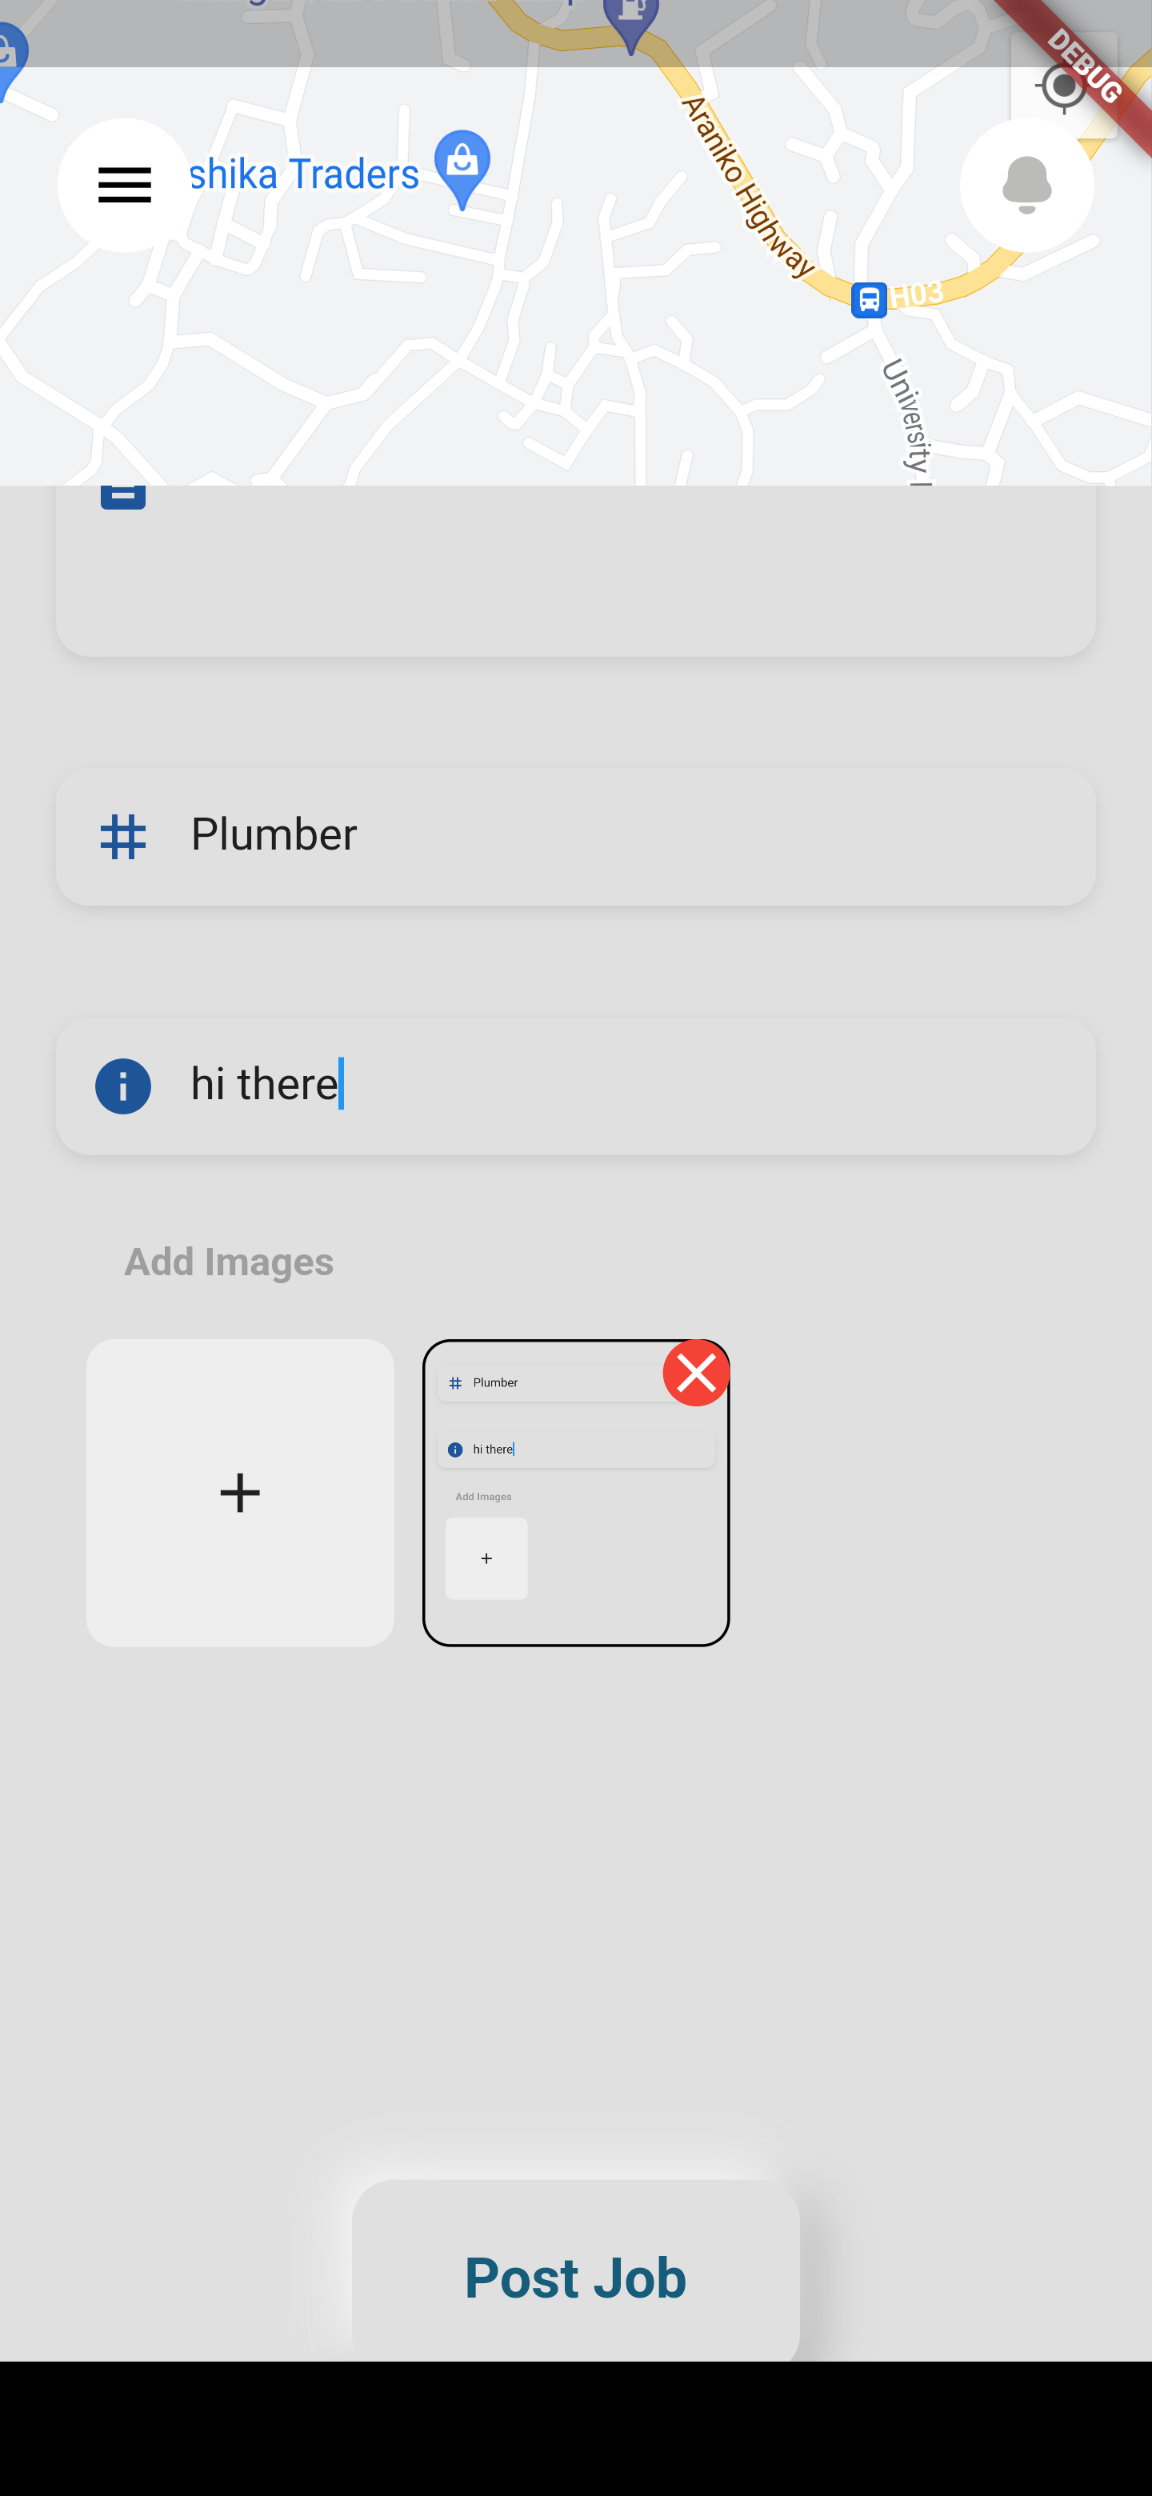 DEBUG
shika Traders
Araniko Highway
H03
University
Plumber
hi there
Add Images
Plumber
hi there
Add Images
Post Job